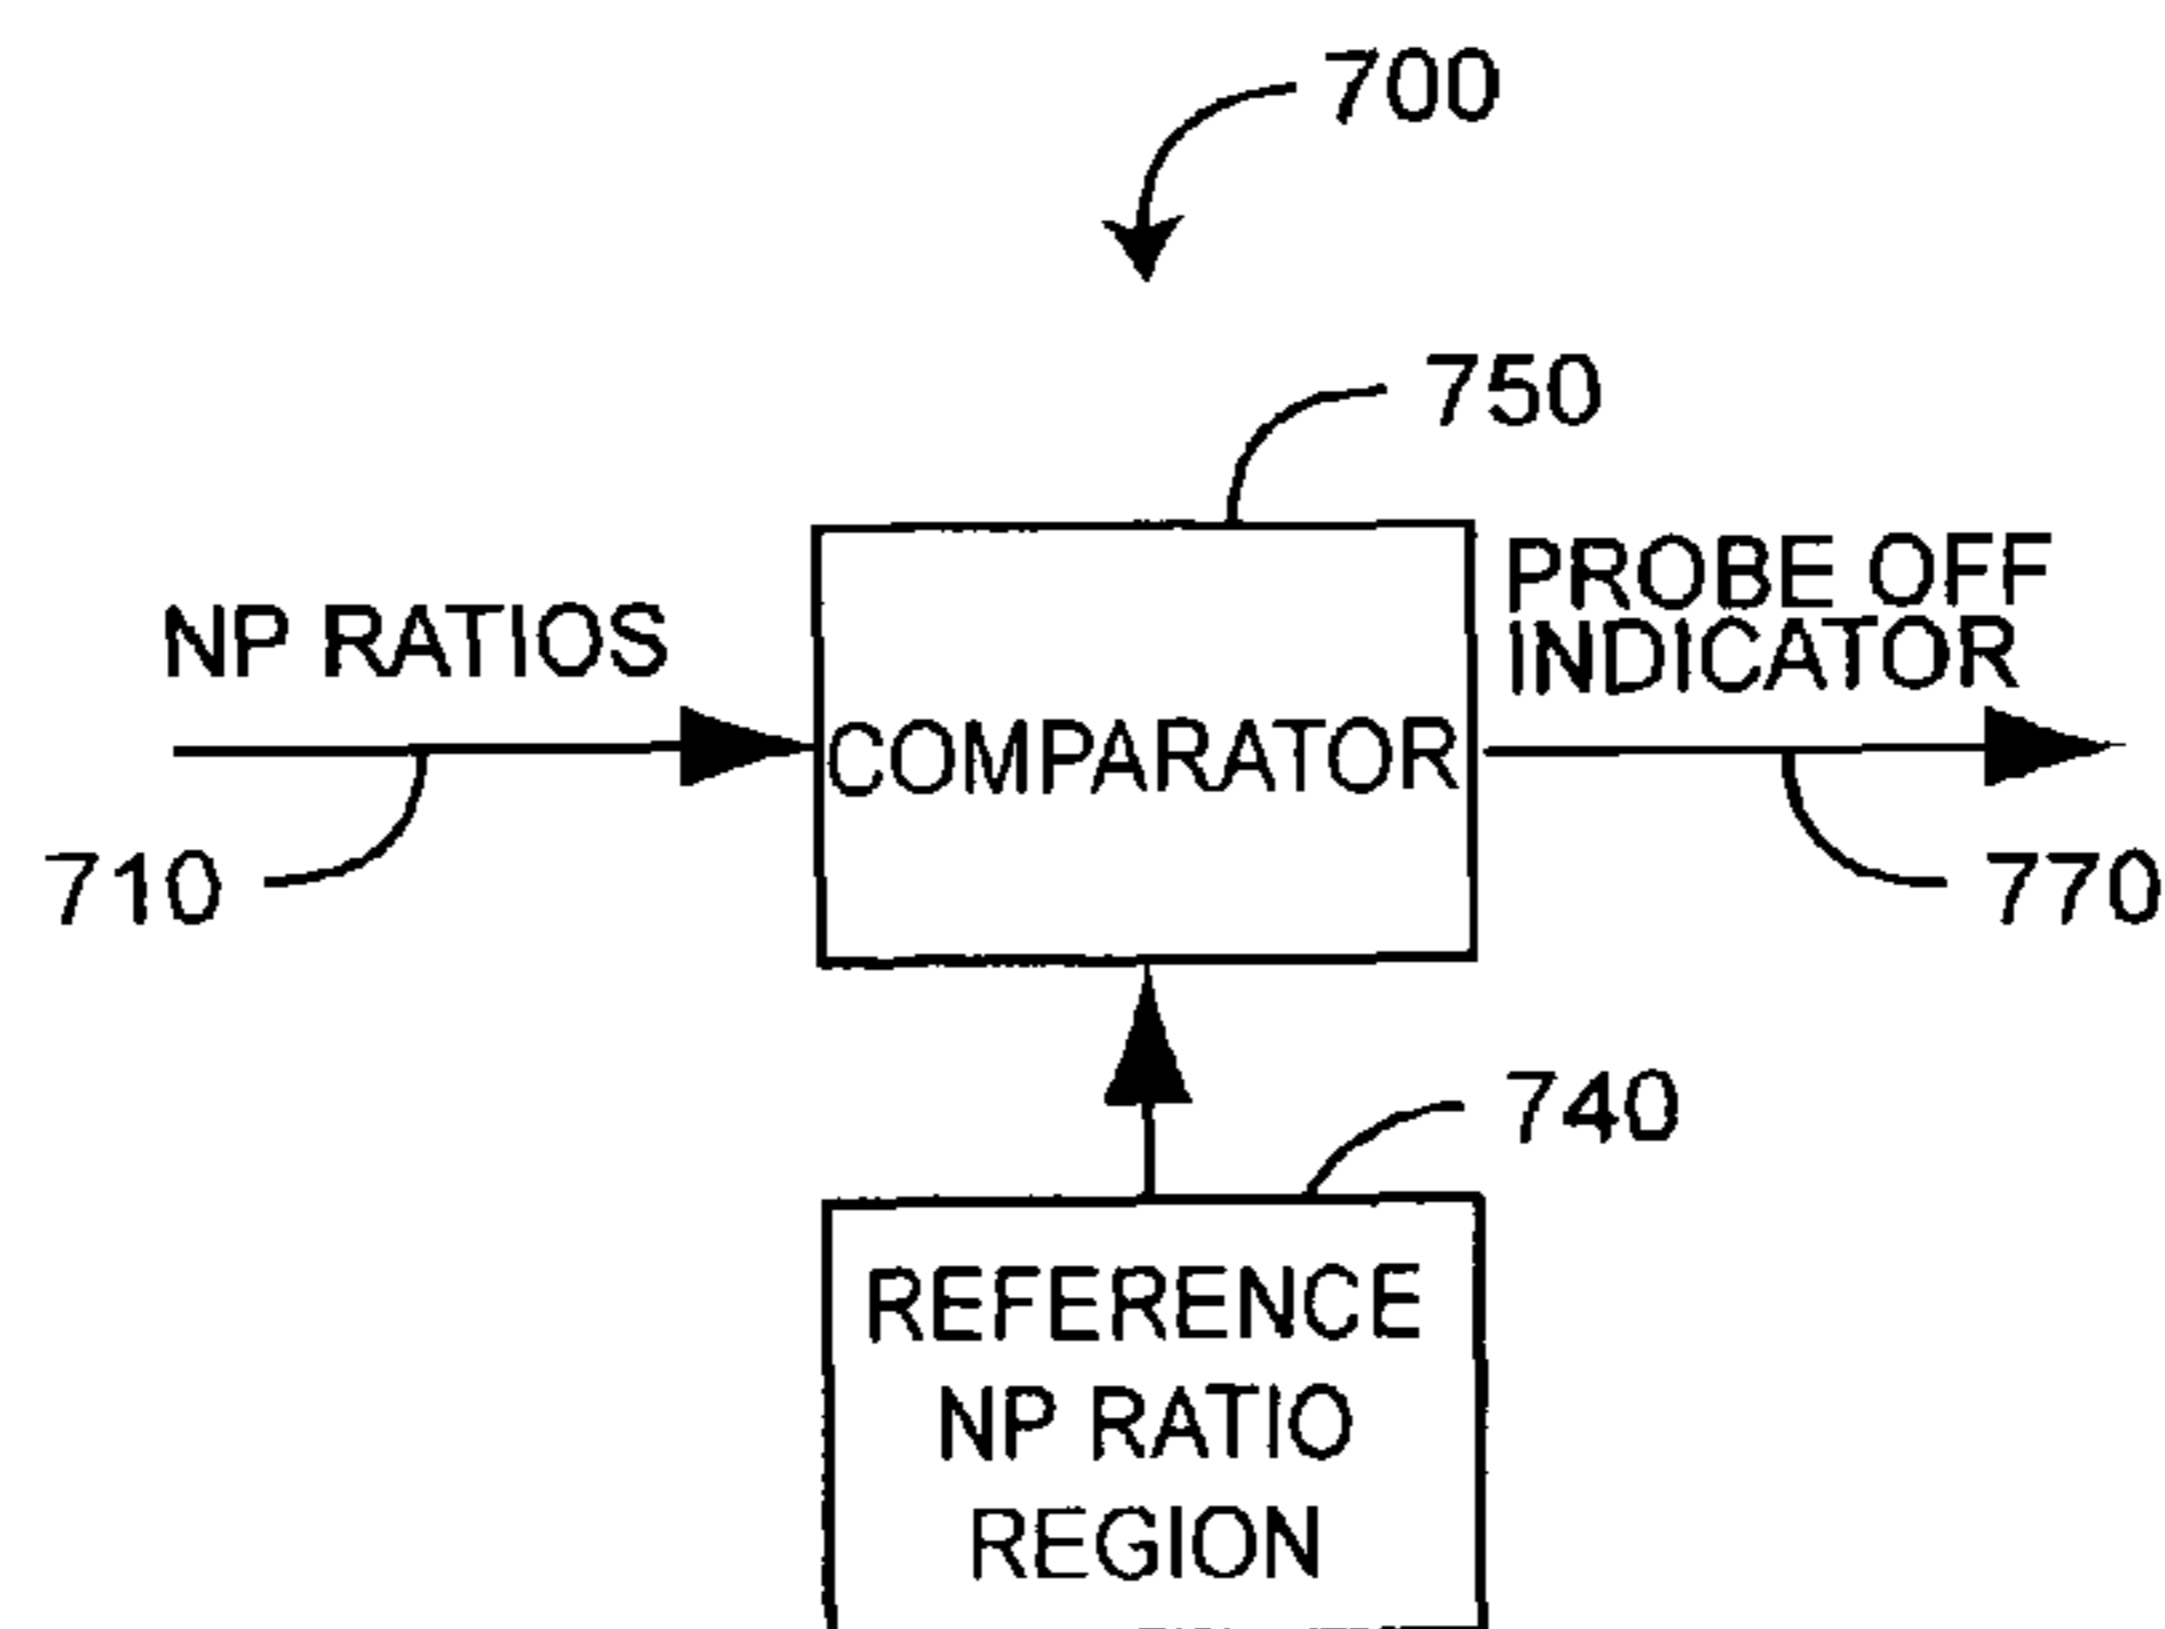 700
750
PROBE OFF
INDICATOR
NP RATIOS
COMPARATOR
710
770
740
REFERENCE
NP RATIO
REGION